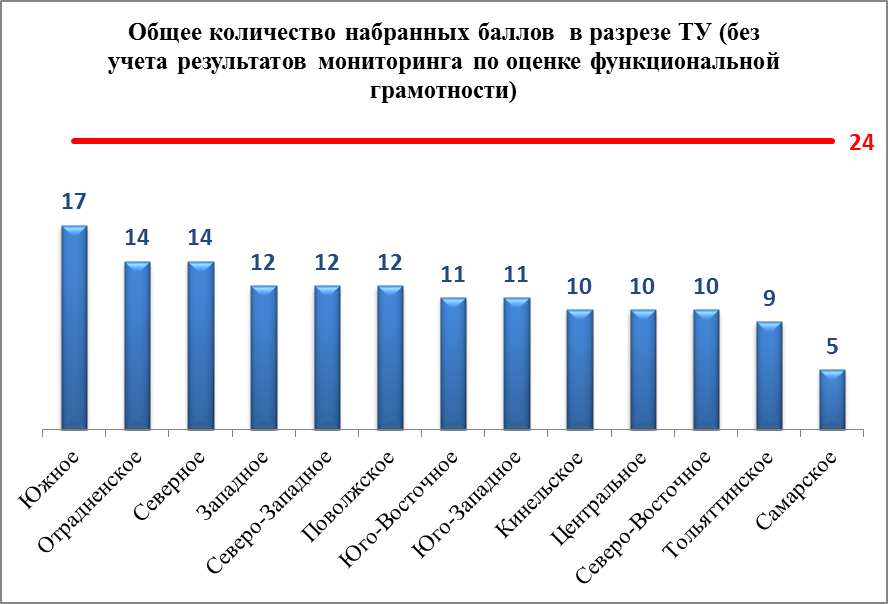 Общее количество набранных баллов в разрезе ТУ (без
учета результатов мониторинга по оценке функциональной
грамотности)
24
17
14
14
12
12
12
11
11
10
10
10
9
5
Южное
Отрадненское
Северное
Западное
Северо-Западное
Поволжское
Юго-Восточное
Юго-Западное
Кинельское
Центральное
Северо-Восточное
Тольяттинское
Самарское